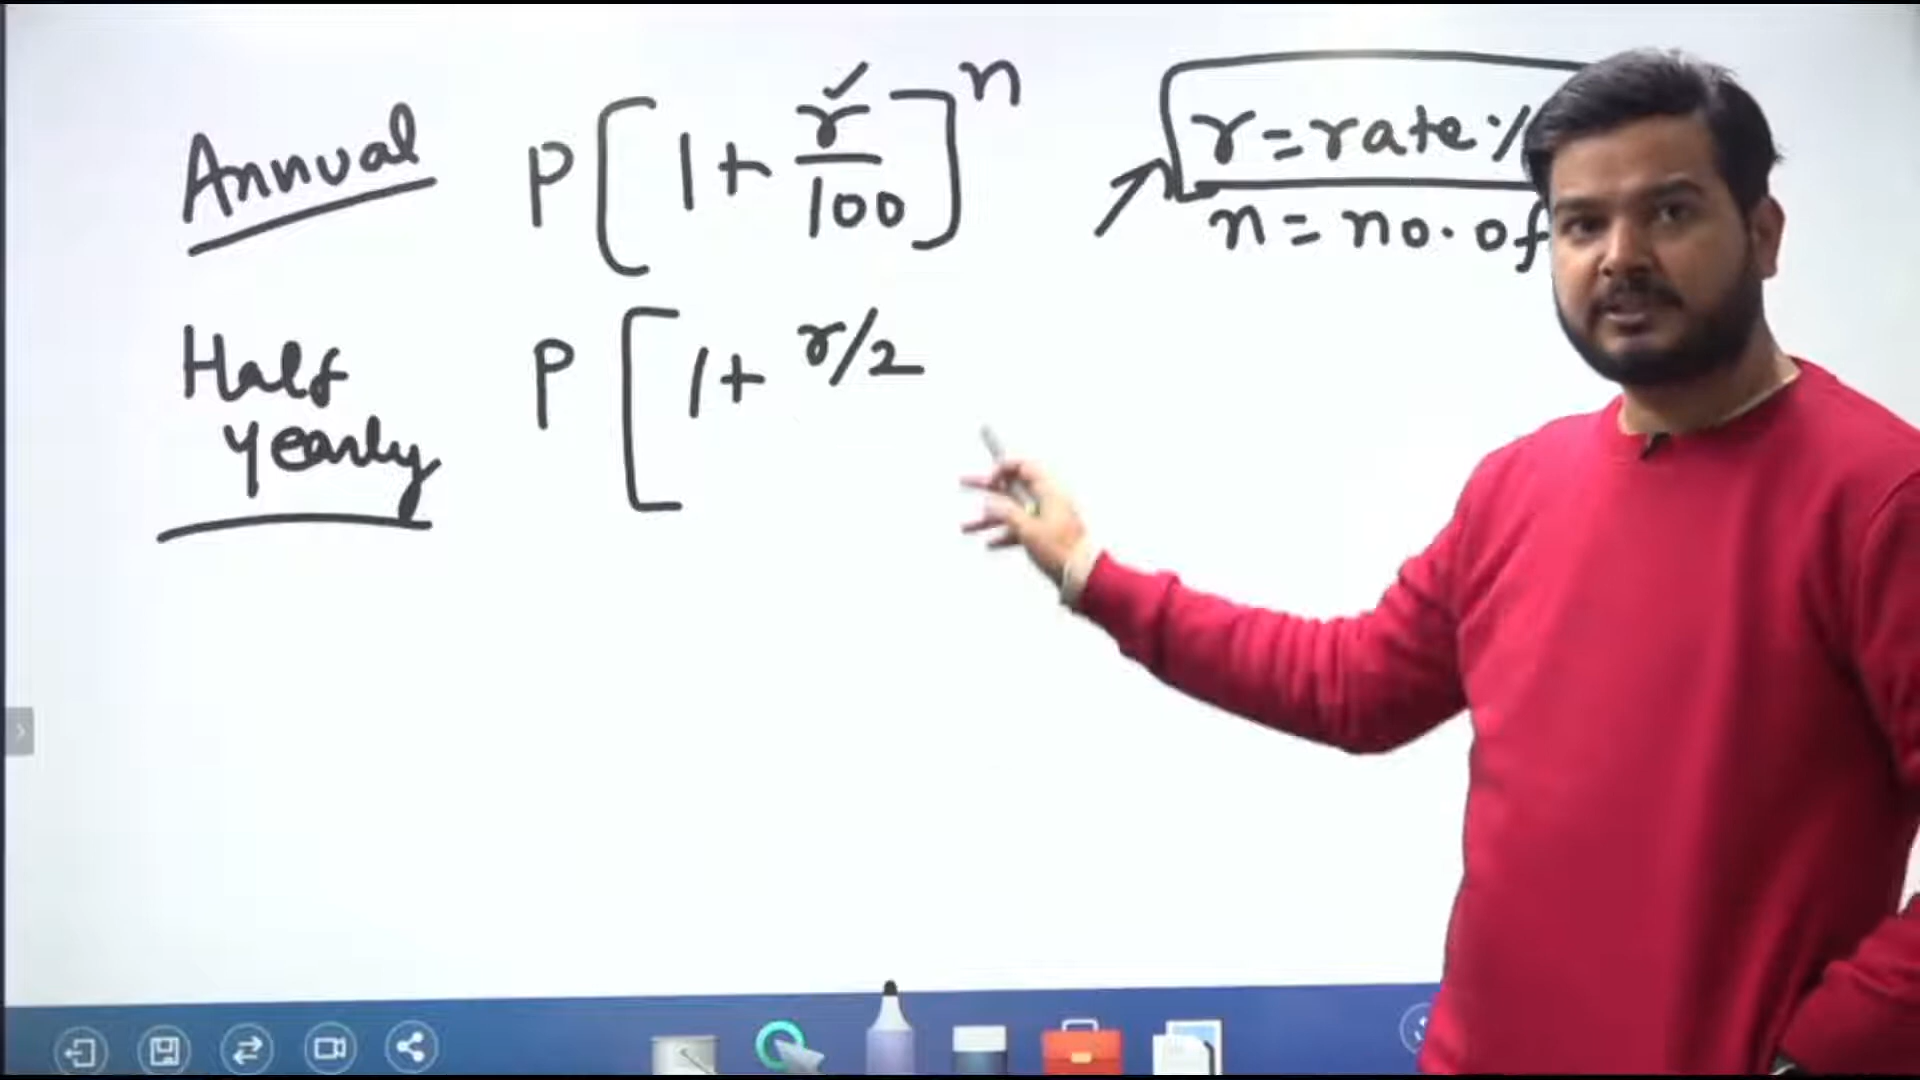 Annual P[1+r/100]^n
r=rate%
n=no.of
Half
yearly
P[1+r/2